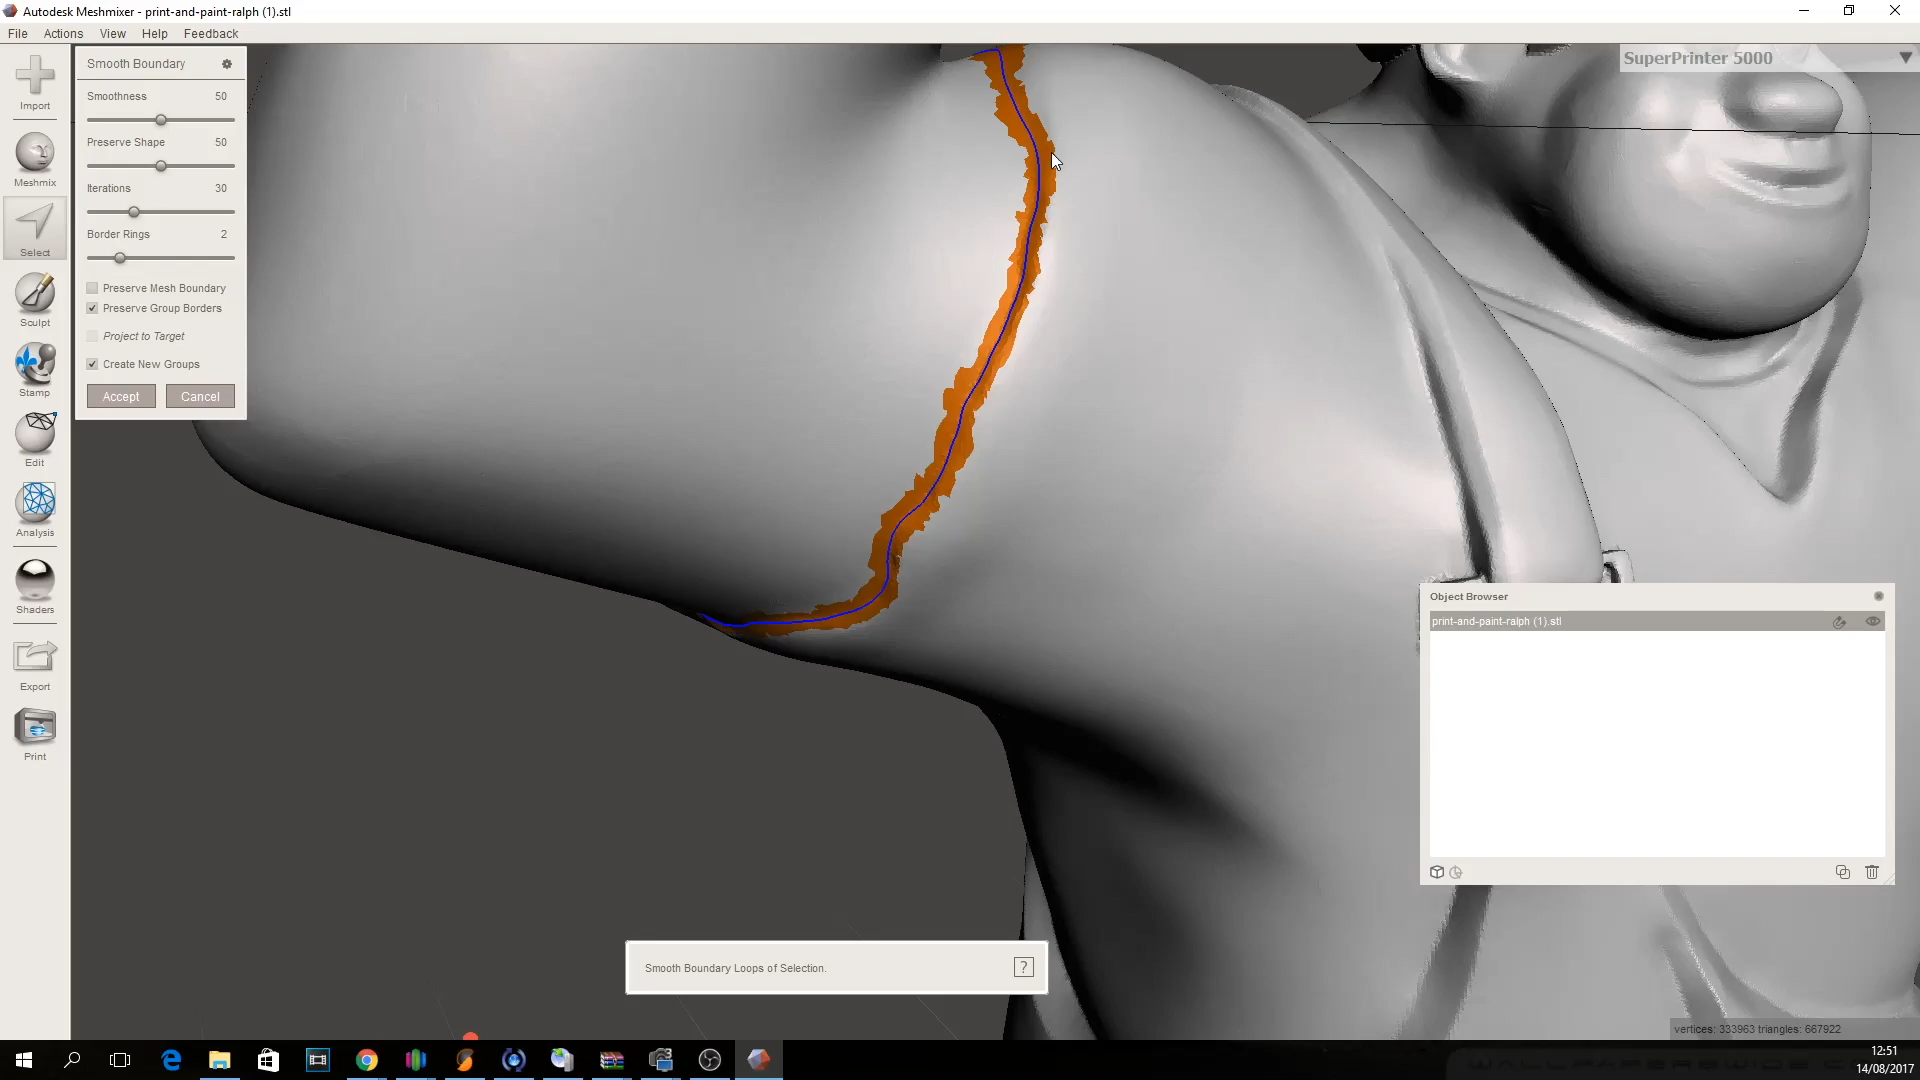 Autodesk Meshmixer - print-and-paint-ralph (1).stl
File Actions View Help Feedback
Import
Meshmix
Select
Sculpt
Stamp
Edit
Analysis
Shaders
Export
Print
Smooth Boundary
Smoothness 50
Preserve Shape 50
Iterations 30
Border Rings 2
Preserve Mesh Boundary
Preserve Group Borders
Project to Target
Create New Groups
Accept Cancel
SuperPrinter 5000
Object Browser
print-and-paint-ralph (1).stl
Smooth Boundary Loops of Selection. ?
vertices: 333963 triangles: 667922
12:51
14/08/2017